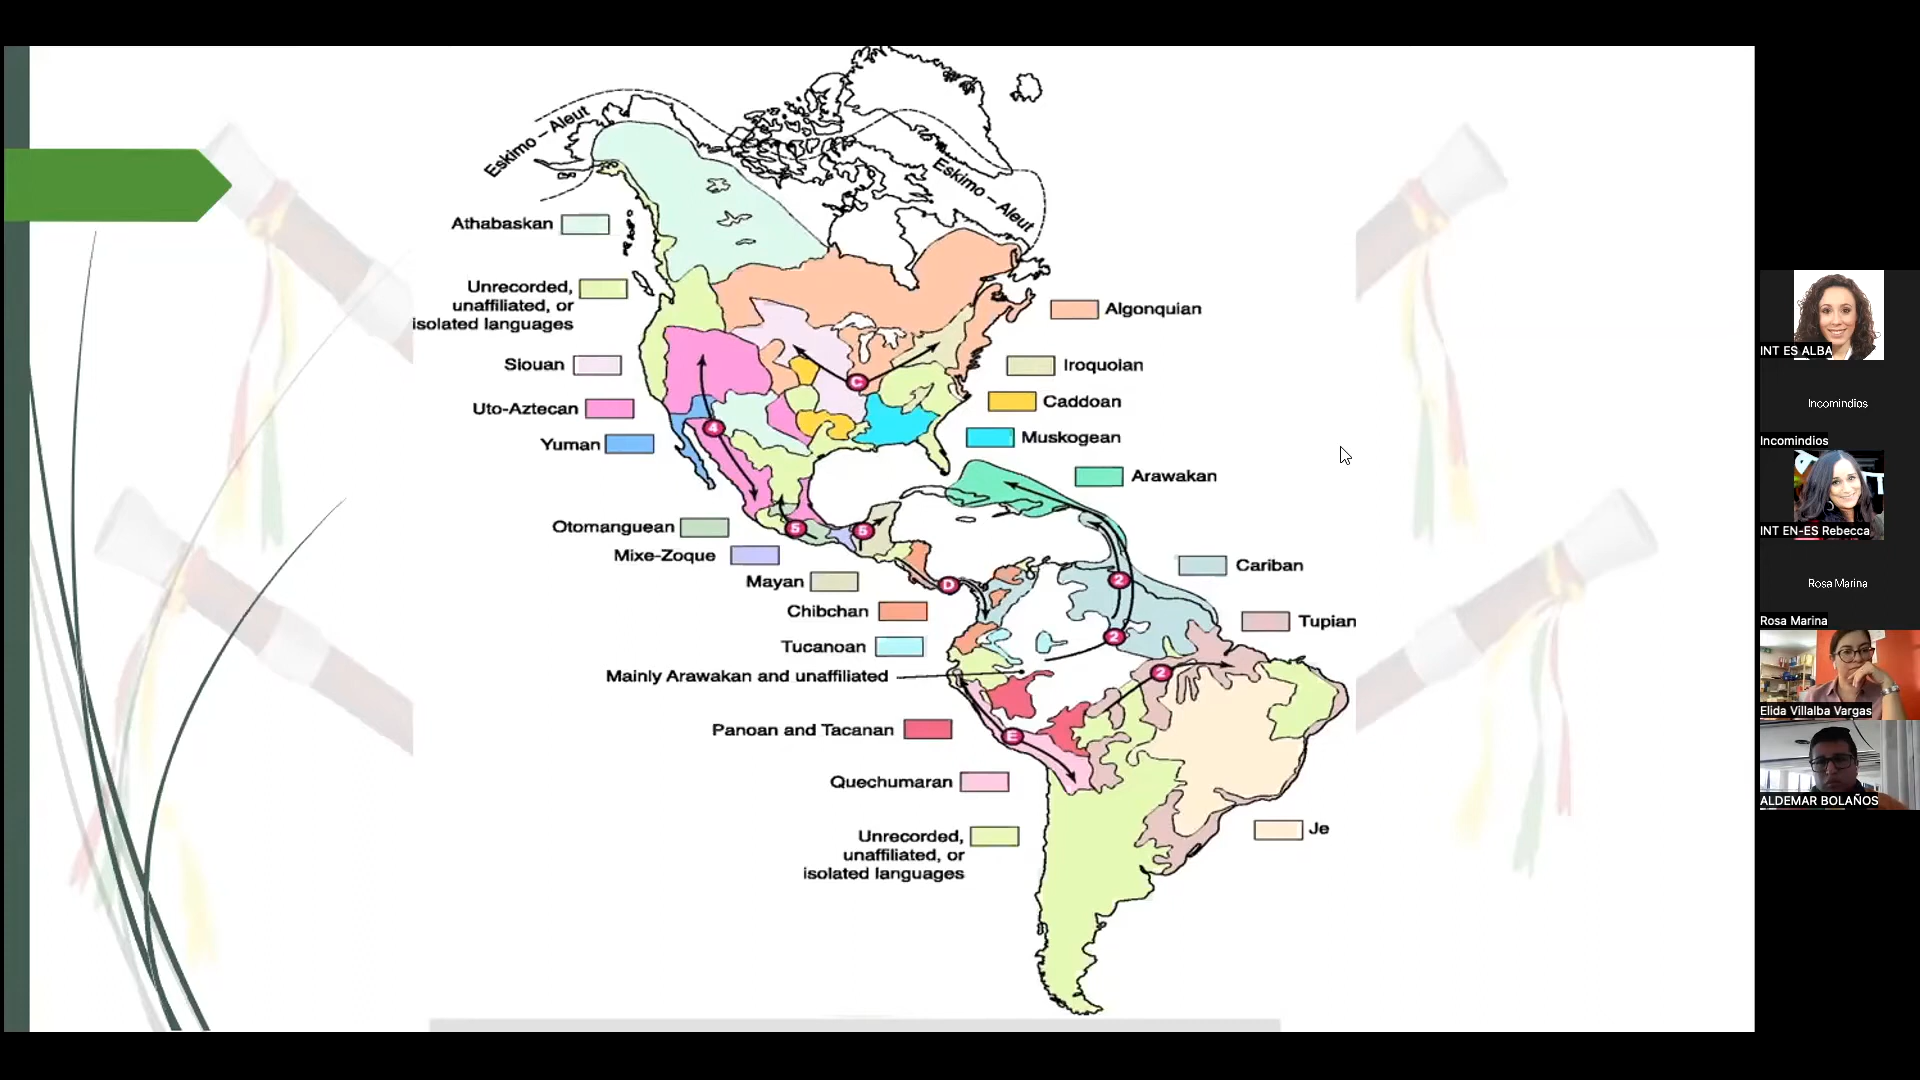 Eskimo – Aleut
Eskimo – Aleut
Athabaskan
Unrecorded,
unaffiliated, or
isolated languages
Algonquian
Siouan
Iroquoian
Uto-Aztecan
Caddoan
Yuman
Muskogean
Arawakan
Otomanguean
Mixe-Zoque
Cariban
Mayan
Chibchan
Tupian
Tucanoan
Mainly Arawakan and unaffiliated
Panoan and Tacanan
Quechumaran
Je
Unrecorded,
unaffiliated, or
isolated languages
C
4
5
5
D
2
2
2
E
INT ES ALBA
Incomindios
Incomindios
INT EN-ES Rebecca
Rosa Marina
Rosa Marina
Elida Villalba Vargas
ALDEMAR BOLAÑOS